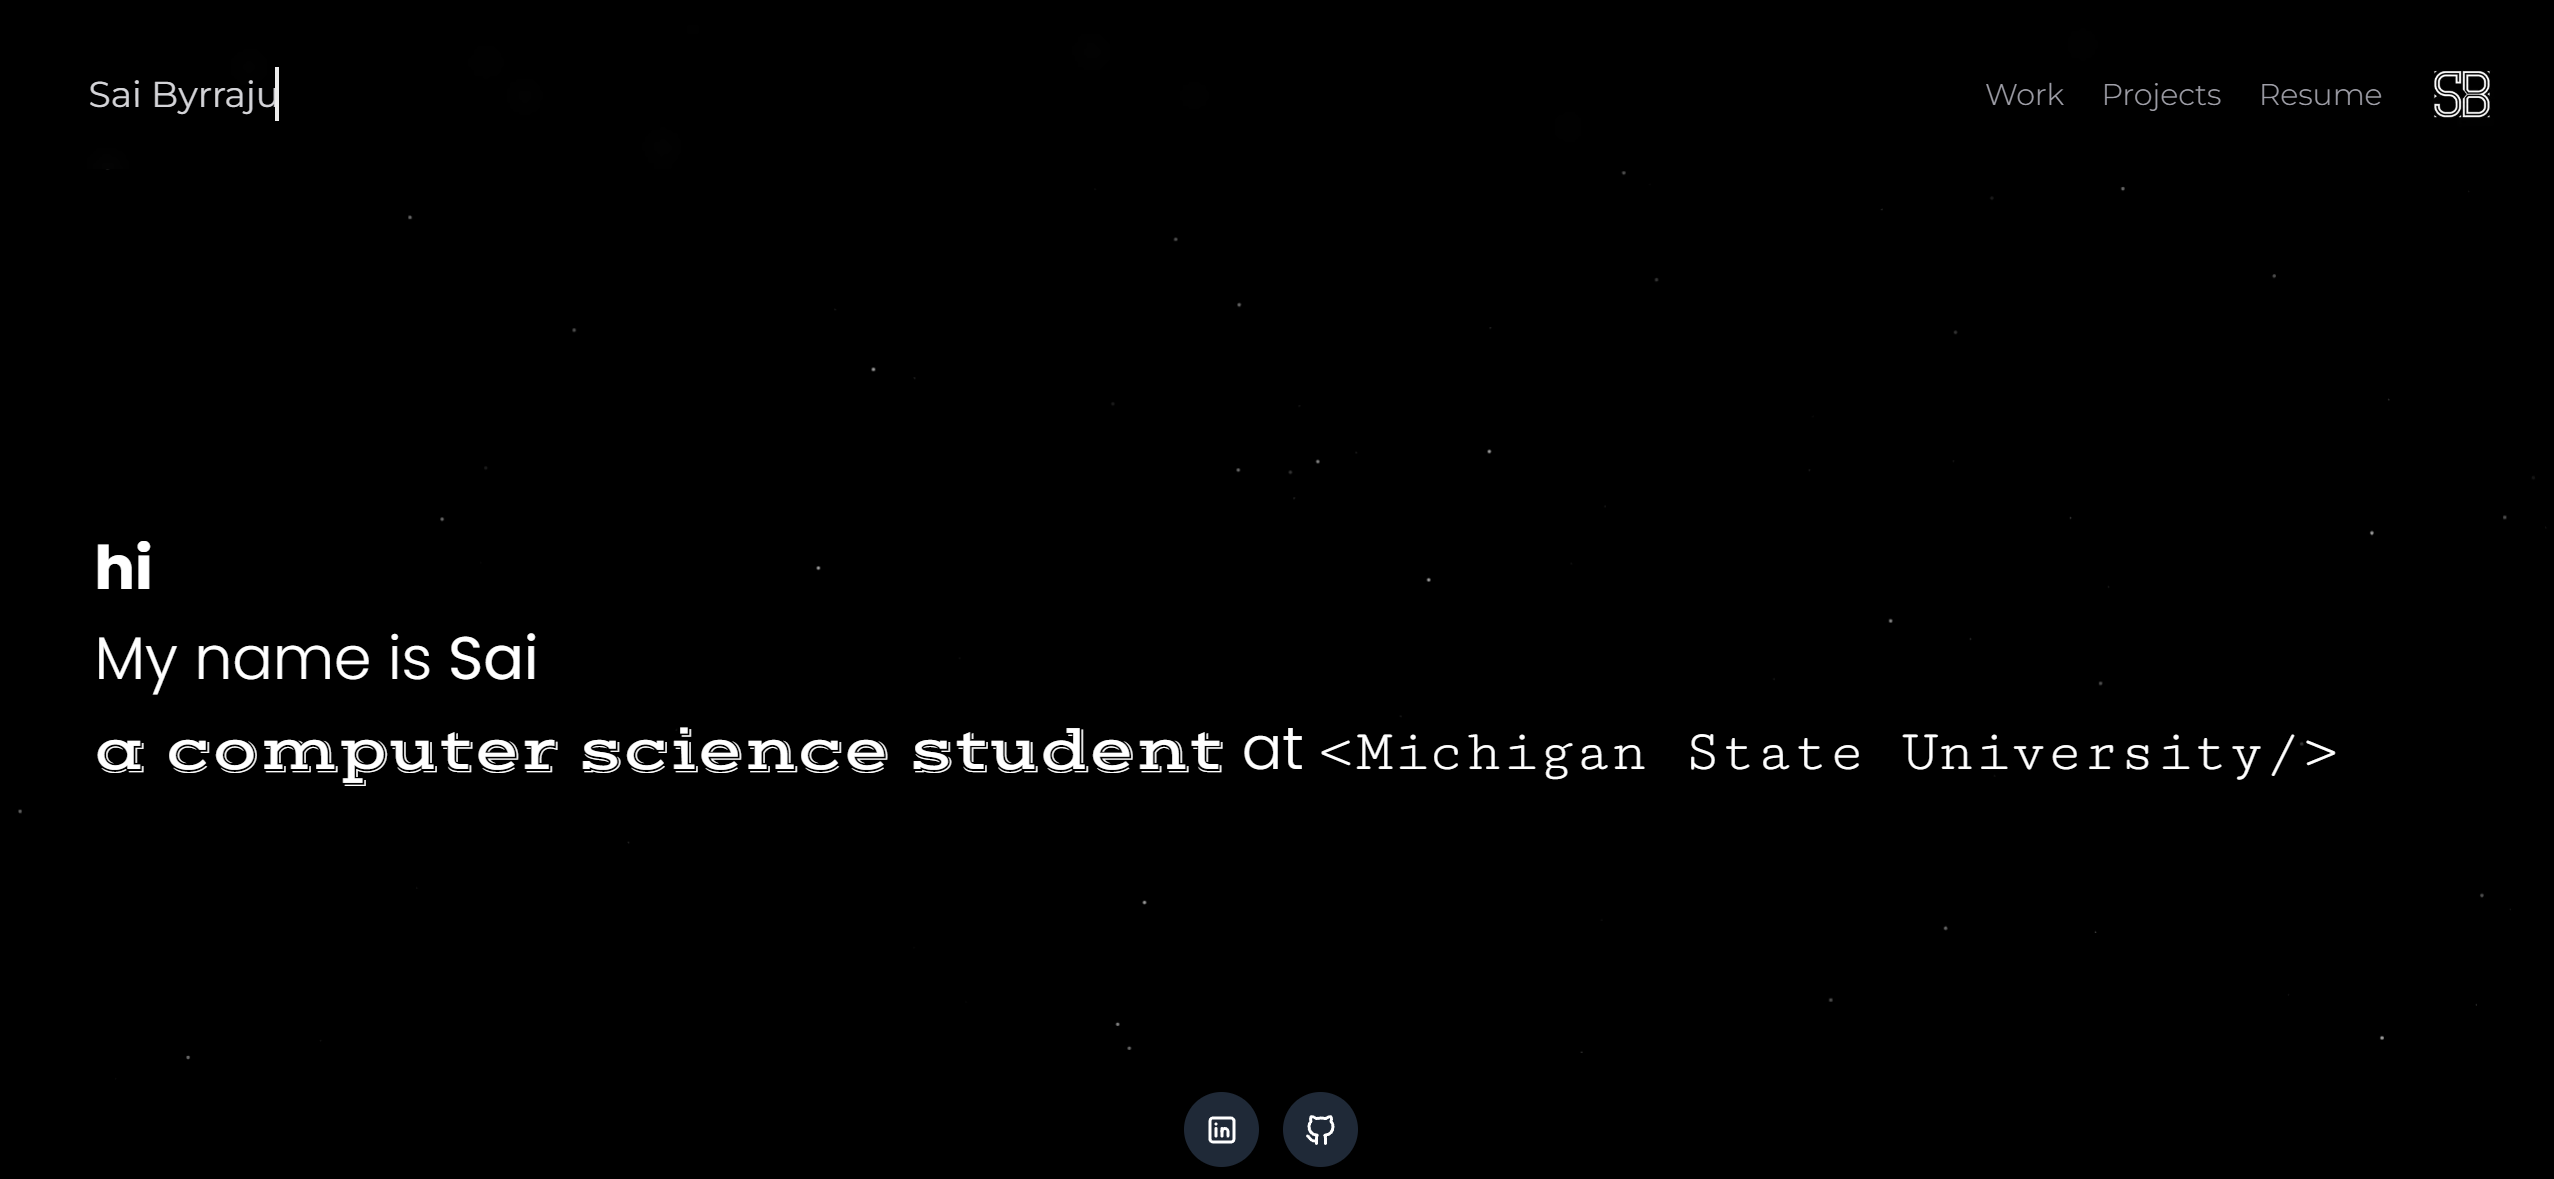 Sai Byrraju
Work Projects Resume SB
hi
My name is Sai
a computer science student at <Michigan State University/>
in